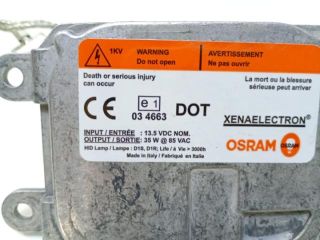 1KV
WARNING
Do not open
AVERTISSEMENT
Ne pas ouvrir
Death or serious injury
can occur
La mort ou la blessure
sérieuse peut arriver
CE e1 DOT
03 4663
XENAELECTRON®
INPUT / ENTRÉE : 13.5 VDC NOM.
OUTPUT / SORTIE: 35 W @ 85 VAC
OSRAM
HID Lamp / Lampe : D1S, D1R; Life / à Vie > 3000h
Made in Italy / Fabriqué en Italie